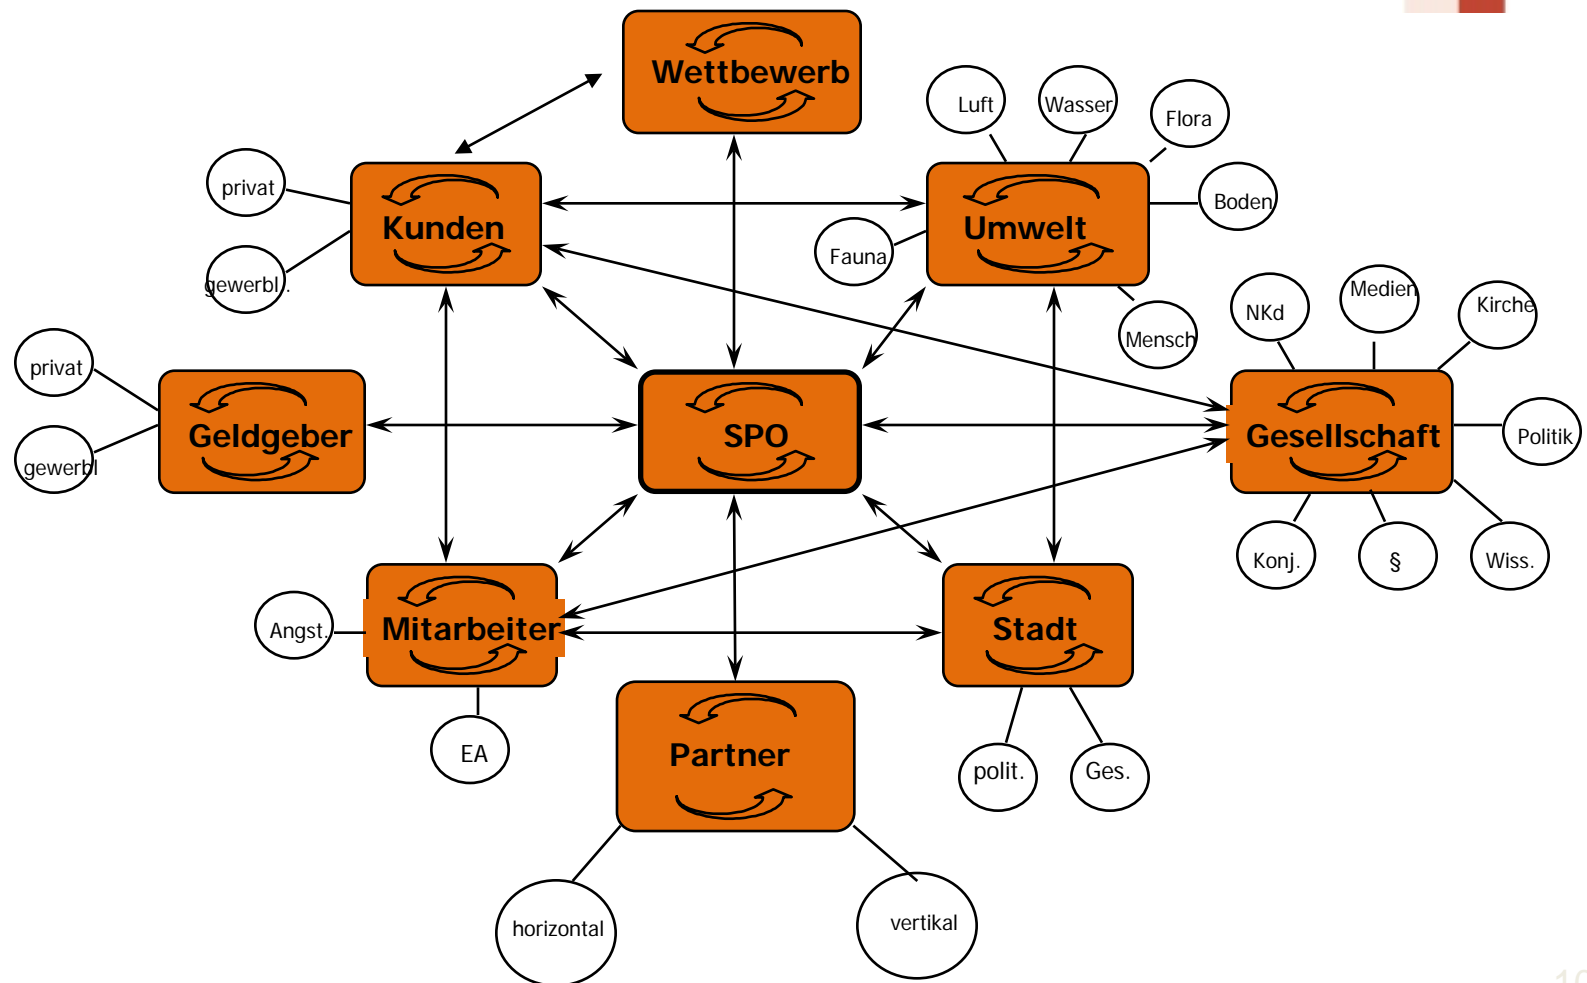 Wettbewerb
Luft
Wasser
Flora
privat
Boden
Kunden
Umwelt
Fauna
gewerbl.
Medien
Kirche
NKd
Mensch
privat
Geldgeber
SPO
Gesellschaft
Politik
gewerbl
Konj.
§
Wiss.
Angst.
Mitarbeiter
Stadt
EA
Partner
polit.
Ges.
horizontal
vertikal